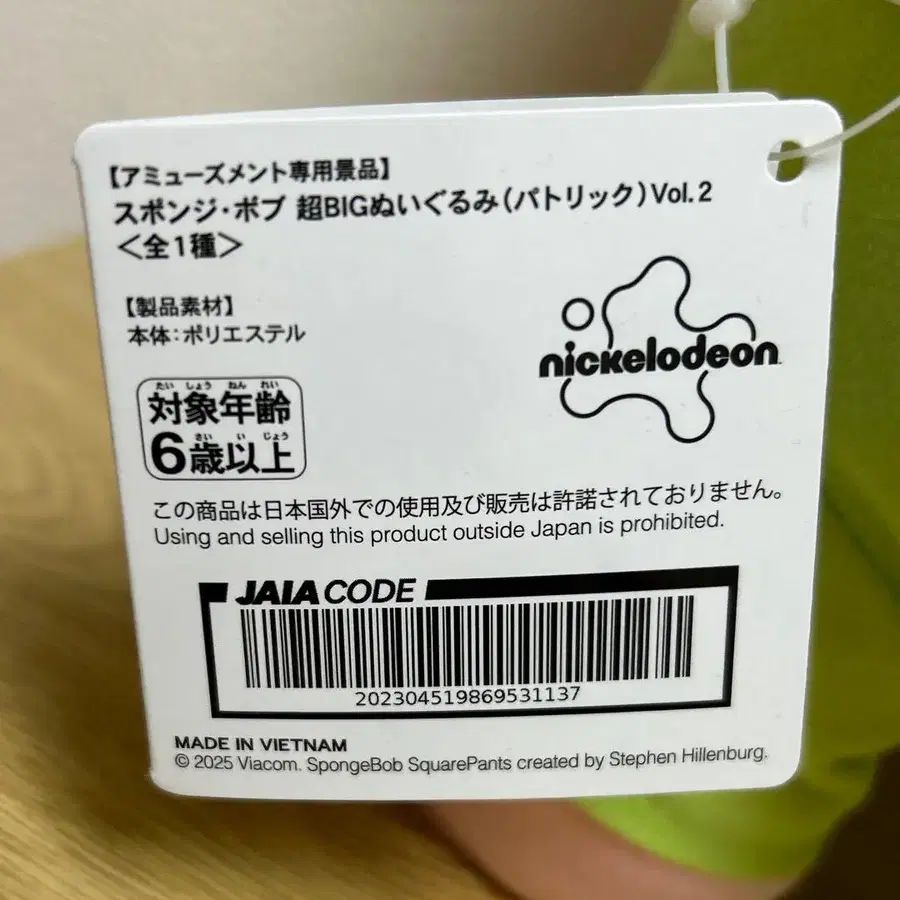 【アミューズメント専用景品】
スポンジ・ボブ 超BIGぬいぐるみ(パトリック)Vol.2
<全1種>
【製品素材】
本体:ポリエステル
nickelodeon
たいしょうねんれい
対象年齢
さいいじょう
6歳以上
この商品は日本国外での使用及び販売は許諾されておりません。
Using and selling this product outside Japan is prohibited.
JAIA CODE
202304519869531137
MADE IN VIETNAM
© 2025 Viacom. SpongeBob SquarePants created by Stephen Hillenburg.